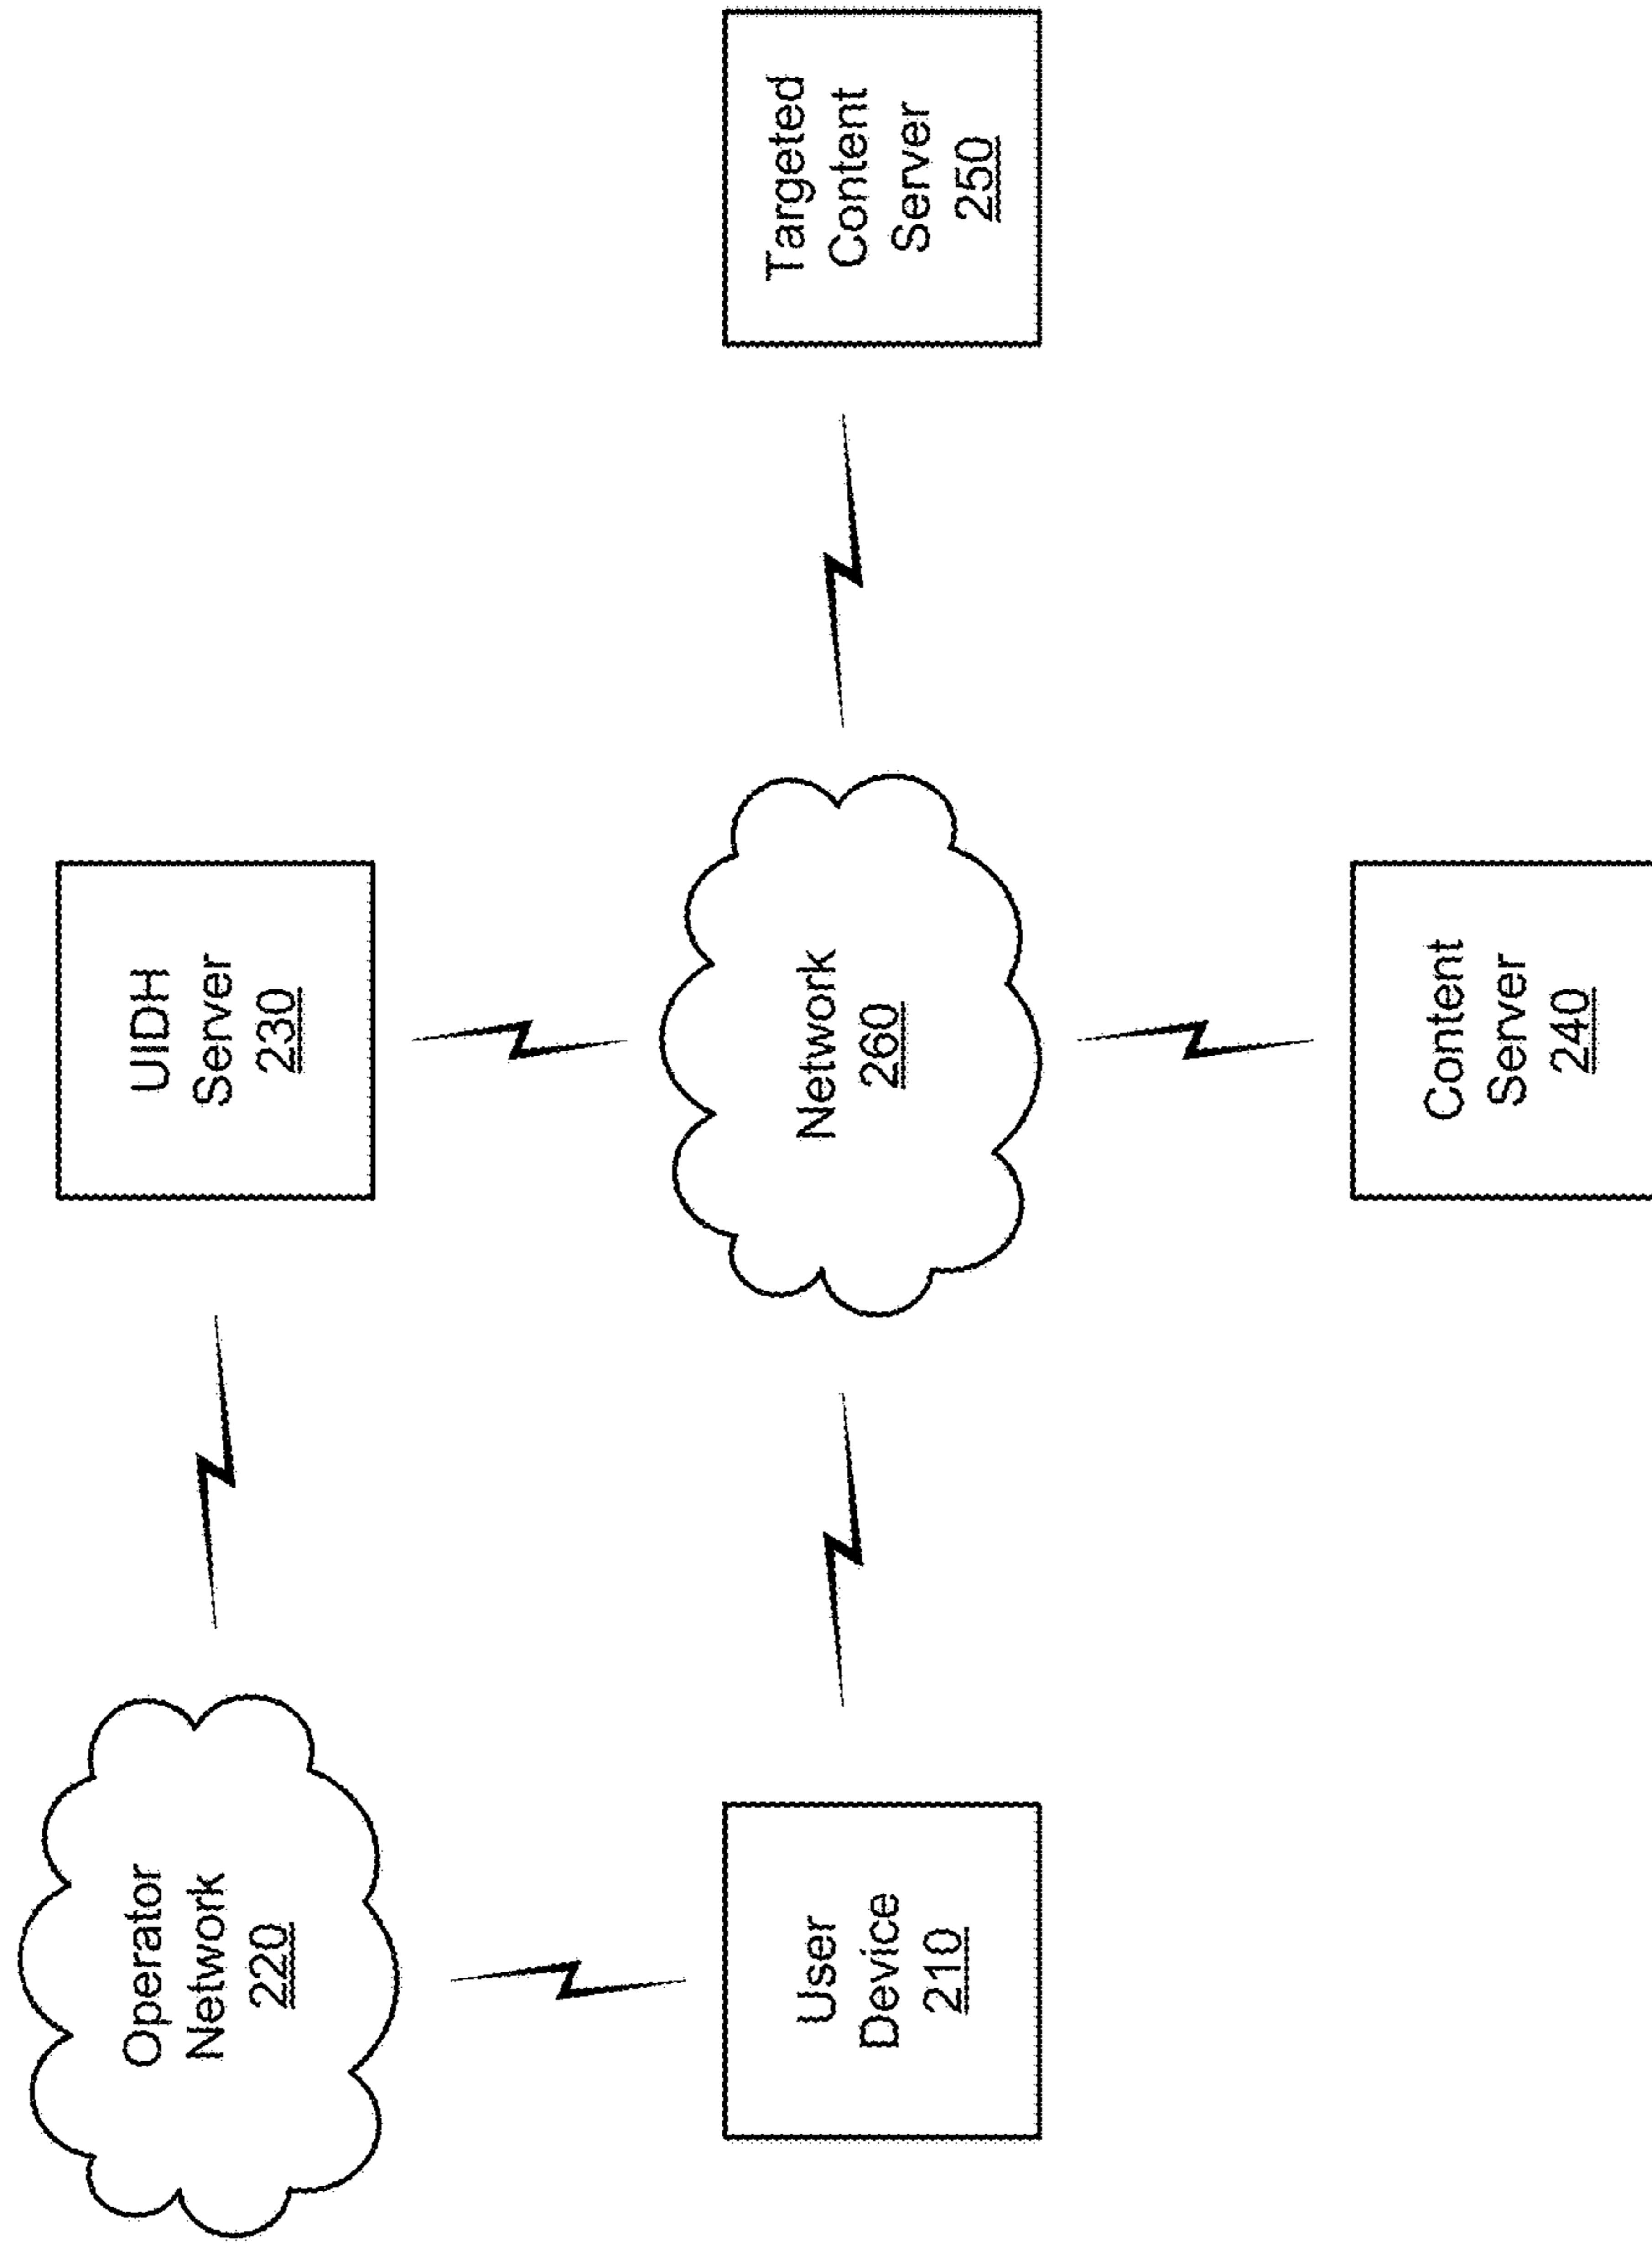 Operator
Network
220
UIDH
Server
230
User
Device
210
Network
260
Targeted
Content
Server
250
Content
Server
240